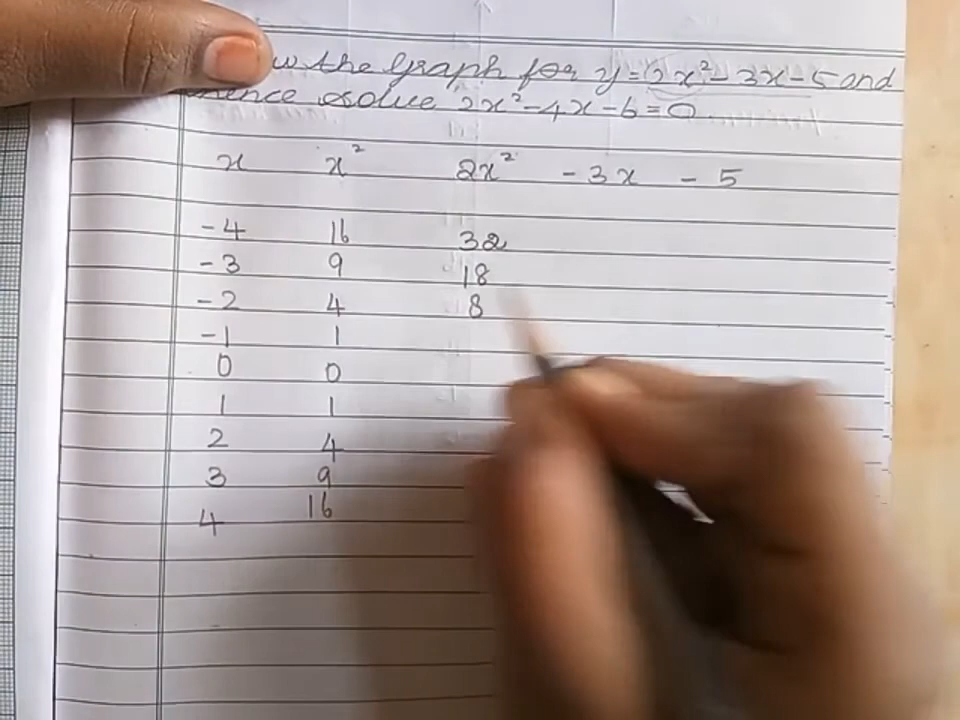 the Graph for y=2x²-3x-5 and
solve 2x²-4x-6=0
x x² 2x² -3x -5
-4 16 32
-3 9 18
-2 4 8
-1 1
0 0
1 1
2 4
3 9
4 16